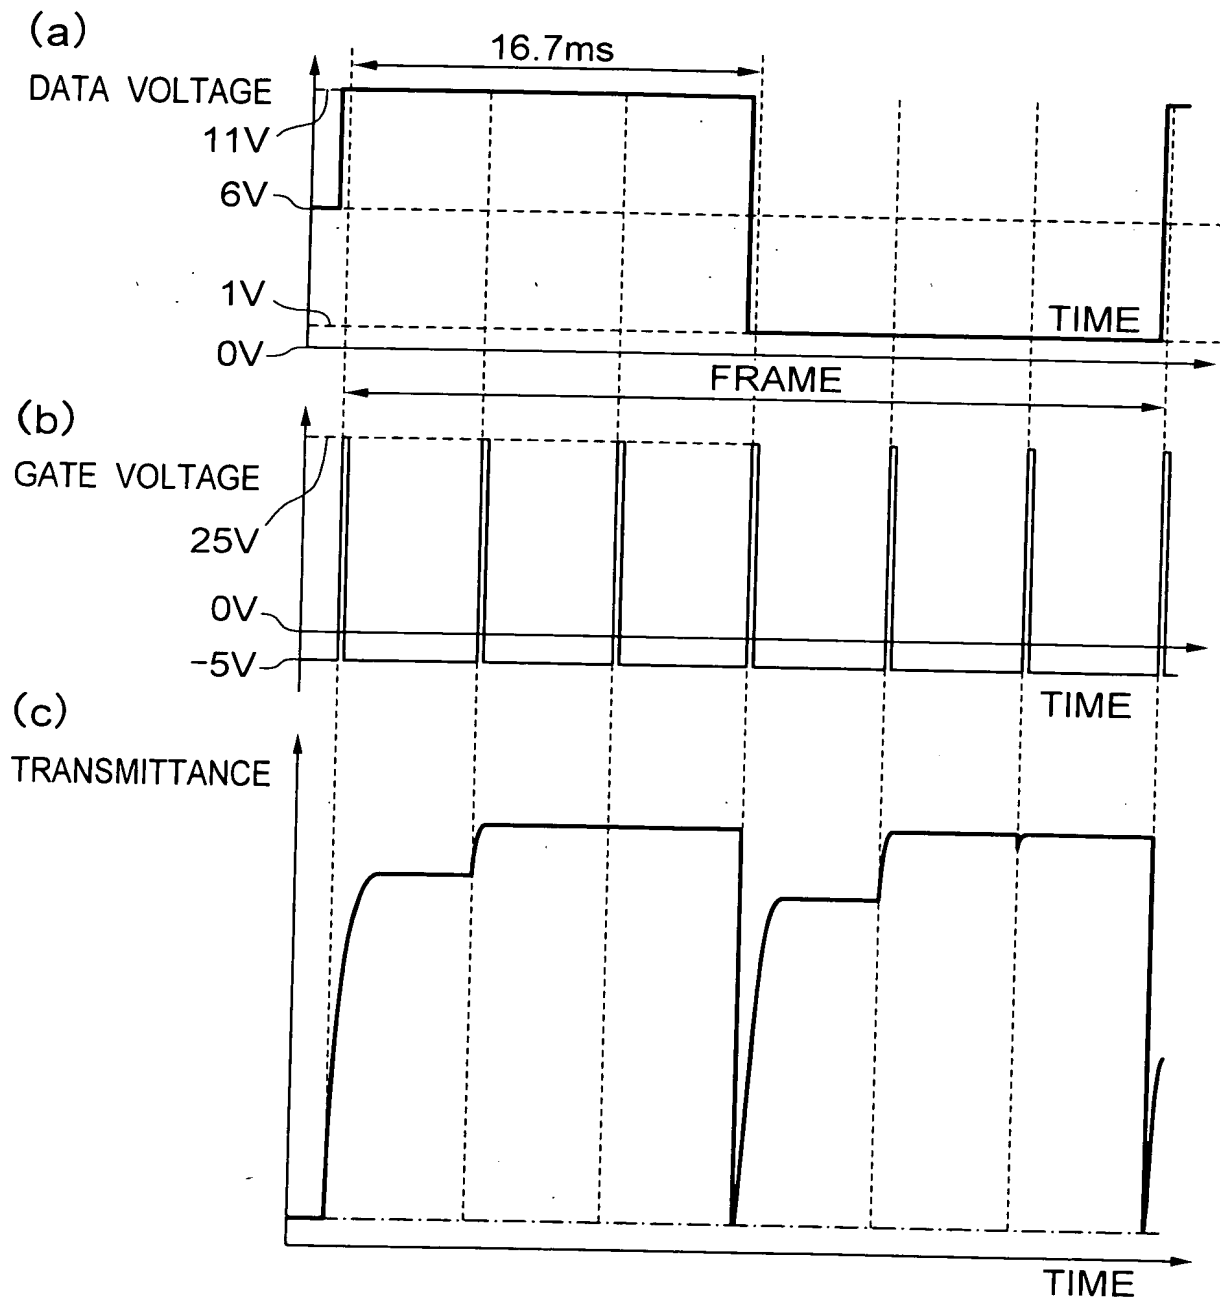 (a)
16.7ms
DATA VOLTAGE
11V
6V
1V
TIME
0V
FRAME
(b)
GATE VOLTAGE
25V
0V
-5V
TIME
(c)
TRANSMITTANCE
TIME